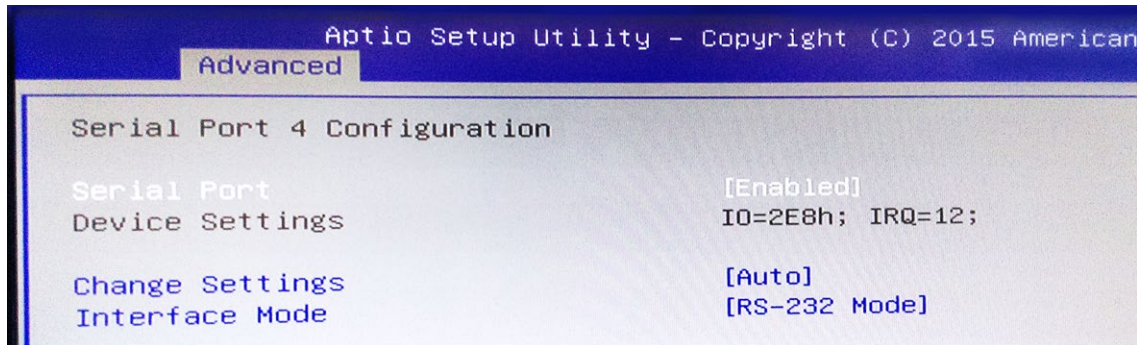 Aptio Setup Utility – Copyright (C) 2015 American
Advanced
Serial Port 4 Configuration
Serial Port [Enabled]
Device Settings IO=2E8h; IRQ=12;
Change Settings [Auto]
Interface Mode [RS-232 Mode]